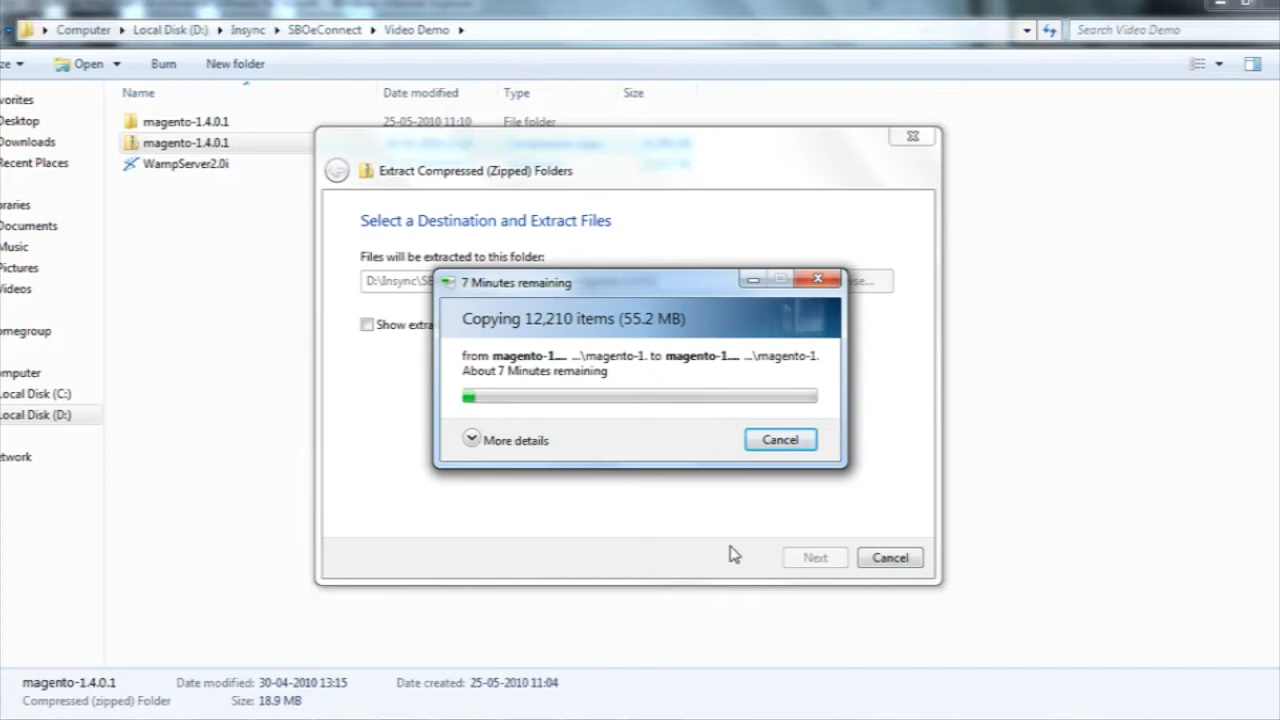 Computer Local Disk (D:) Insync SBOeConnect Video Demo Search Video Demo
ze Open Burn New folder
Name Date modified Type Size
vorites
Desktop
Downloads
Recent Places
braries
Documents
Music
Pictures
Videos
omegroup
omputer
Local Disk (C:)
Local Disk (D:)
etwork
magento-1.4.0.1 25-05-2010 11:10 File folder
magento-1.4.0.1
WampServer2.0i
Extract Compressed (Zipped) Folders
Select a Destination and Extract Files
Files will be extracted to this folder:
D:\Insync\SB
Show extra
Next Cancel
7 Minutes remaining
Copying 12,210 items (55.2 MB)
from magento-1.... ...\magento-1. to magento-1.... ...\magento-1.
About 7 Minutes remaining
More details Cancel
magento-1.4.0.1 Date modified: 30-04-2010 13:15 Date created: 25-05-2010 11:04
Compressed (zipped) Folder Size: 18.9 MB